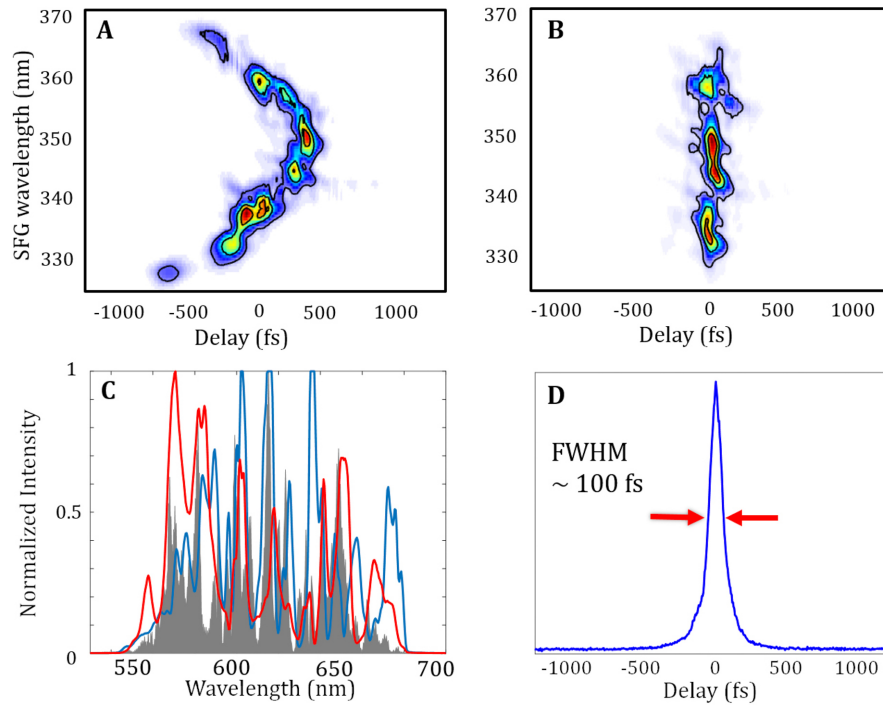 A
370
360
350
340
330
SFG wavelength (nm)
-1000 -500 0 500 1000
Delay (fs)
B
370
360
350
340
330
-1000 -500 0 500 1000
Delay (fs)
C
1
0.5
0
Normalized Intensity
550 600 650 700
Wavelength (nm)
D
FWHM
~ 100 fs
-1000 -500 0 500 1000
Delay (fs)